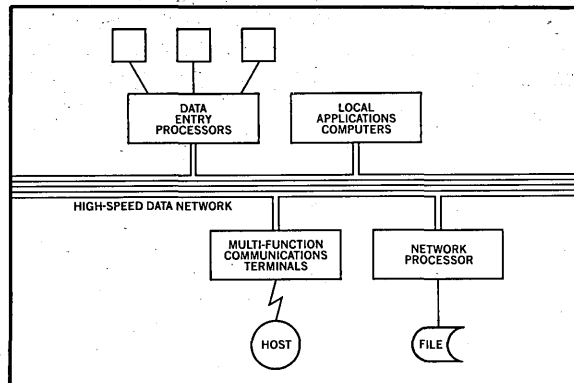 DATA
ENTRY
PROCESSORS
LOCAL
APPLICATIONS
COMPUTERS
HIGH-SPEED DATA NETWORK
MULTI-FUNCTION
COMMUNICATIONS
TERMINALS
NETWORK
PROCESSOR
HOST
FILE